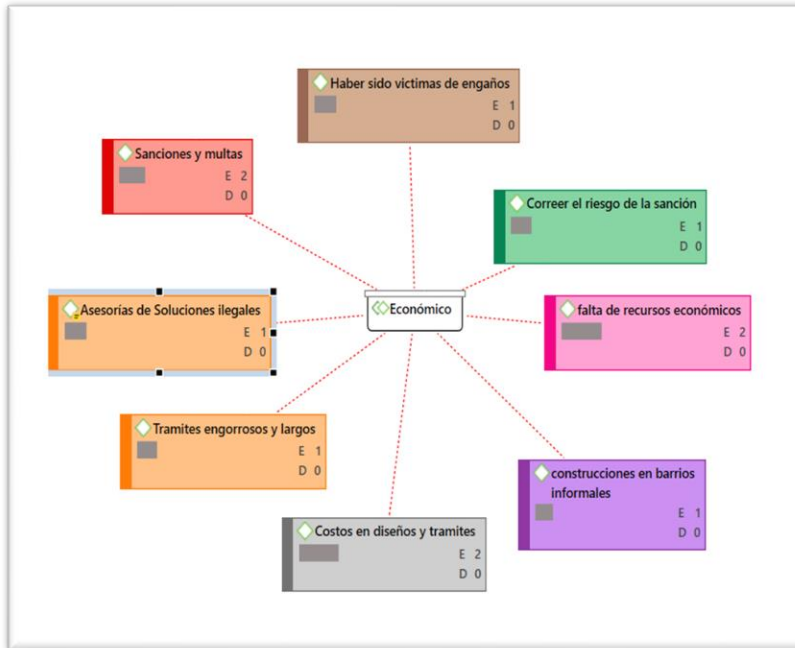 Haber sido victimas de engaños
E 1
D 0
Sanciones y multas
E 2
D 0
Correer el riesgo de la sanción
E 1
D 0
Asesorías de Soluciones ilegales
E 1
D 0
Económico
falta de recursos económicos
E 2
D 0
Tramites engorrosos y largos
E 1
D 0
construcciones en barrios
informales
E 1
D 0
Costos en diseños y tramites
E 2
D 0